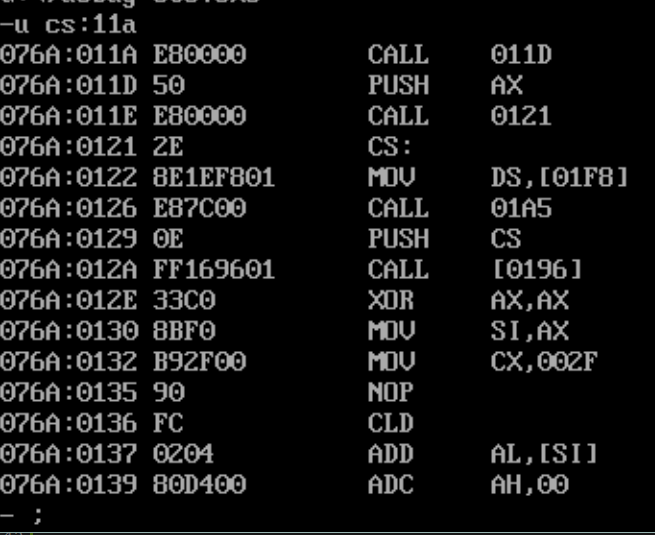 -u cs:11a
076A:011A E80000 CALL 011D
076A:011D 50 PUSH AX
076A:011E E80000 CALL 0121
076A:0121 2E CS:
076A:0122 8E1EF801 MOV DS,[01F8]
076A:0126 E87C00 CALL 01A5
076A:0129 0E PUSH CS
076A:012A FF169601 CALL [0196]
076A:012E 33C0 XOR AX,AX
076A:0130 8BF0 MOV SI,AX
076A:0132 B92F00 MOV CX,002F
076A:0135 90 NOP
076A:0136 FC CLD
076A:0137 0204 ADD AL,[SI]
076A:0139 80D400 ADC AH,00
- ;